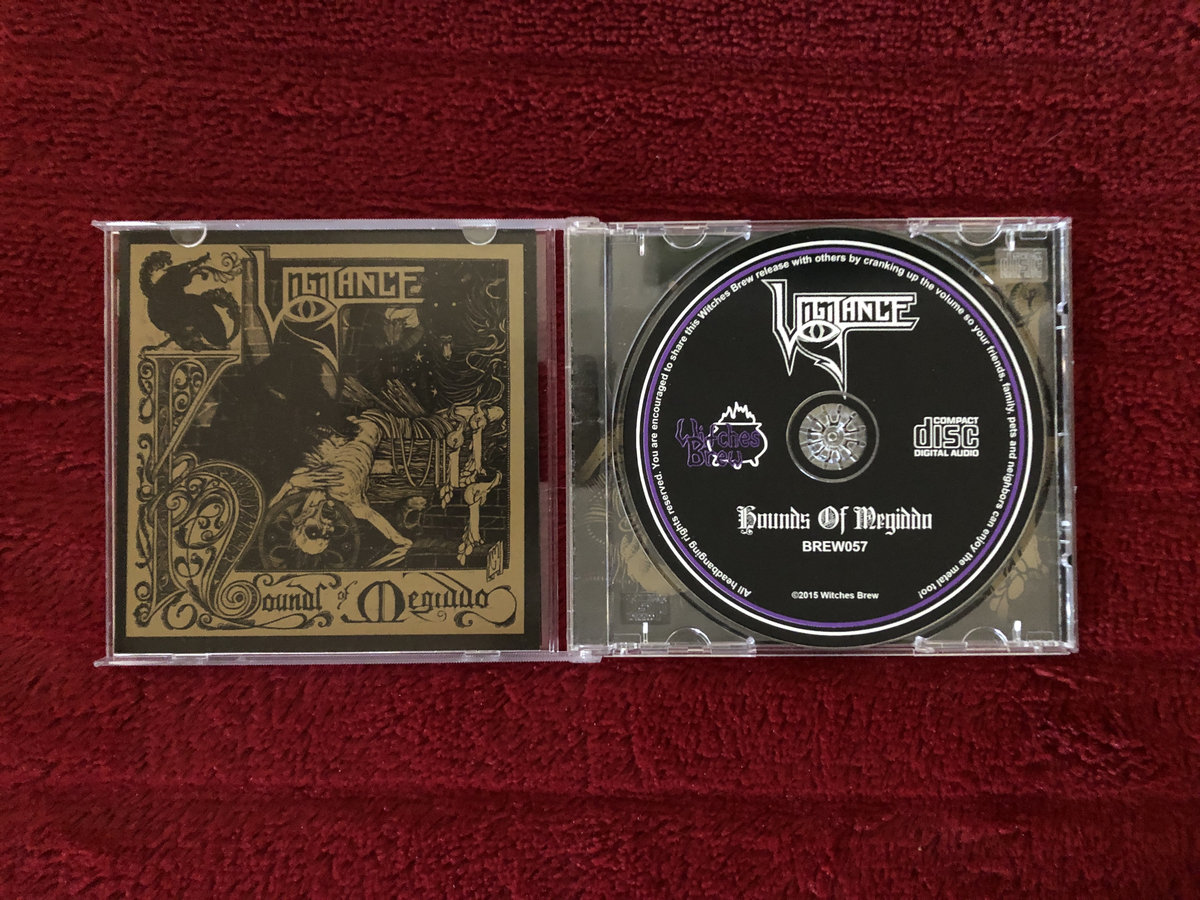 VIGILANCE
Hounds of Megiddo
All headbanging rights reserved. You are encouraged to share this Witches Brew release with others by cranking up the volume so your friends, family, pets and neighbors can enjoy the metal too!
VIGILANCE
Witches
Brew
COMPACT
disc
DIGITAL AUDIO
Hounds Of Megiddo
BREW057
©2015 Witches Brew